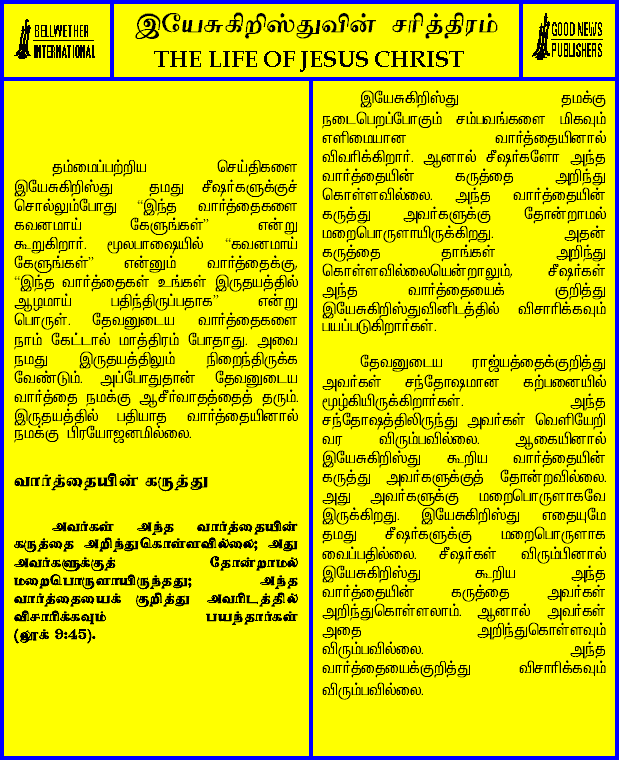 BELLWETHER
INTERNATIONAL
இயேசுகிறிஸ்துவின் சரித்திரம்
THE LIFE OF JESUS CHRIST
GOOD NEWS
PUBLISHERS
தம்மைப்பற்றிய செய்திகளை
இயேசுகிறிஸ்து தமது சீஷர்களுக்குச்
சொல்லும்போது “இந்த வார்த்தைகளை
கவனமாய் கேளுங்கள்” என்று
கூறுகிறார். மூலபாஷையில் “கவனமாய்
கேளுங்கள்” என்னும் வார்த்தைக்கு,
“இந்த வார்த்தைகள் உங்கள் இருதயத்தில்
ஆழமாய் பதிந்திருப்பதாக” என்று
பொருள். தேவனுடைய வார்த்தைகளை
நாம் கேட்டால் மாத்திரம் போதாது. அவை
நமது இருதயத்திலும் நிறைந்திருக்க
வேண்டும். அப்போதுதான் தேவனுடைய
வார்த்தை நமக்கு ஆசீர்வாதத்தைத் தரும்.
இருதயத்தில் பதியாத வார்த்தையினால்
நமக்கு பிரயோஜனமில்லை.
வார்த்தையின் கருத்து
அவர்கள் அந்த வார்த்தையின்
கருத்தை அறிந்துகொள்ளவில்லை; அது
அவர்களுக்குத் தோன்றாமல்
மறைபொருளாயிருந்தது; அந்த
வார்த்தையைக் குறித்து அவரிடத்தில்
விசாரிக்கவும் பயந்தார்கள்
(லூக் 9:45).
இயேசுகிறிஸ்து தமக்கு
நடைபெறப்போகும் சம்பவங்களை மிகவும்
எளிமையான வார்த்தையினால்
விவரிக்கிறார். ஆனால் சீஷர்களோ அந்த
வார்த்தையின் கருத்தை அறிந்து
கொள்ளவில்லை. அந்த வார்த்தையின்
கருத்து அவர்களுக்கு தோன்றாமல்
மறைபொருளாயிருக்கிறது. அதன்
கருத்தை தாங்கள் அறிந்து
கொள்ளவில்லையென்றாலும், சீஷர்கள்
அந்த வார்த்தையைக் குறித்து
இயேசுகிறிஸ்துவினிடத்தில் விசாரிக்கவும்
பயப்படுகிறார்கள்.
தேவனுடைய ராஜ்யத்தைக்குறித்து
அவர்கள் சந்தோஷமான கற்பனையில்
மூழ்கியிருக்கிறார்கள். அந்த
சந்தோஷத்திலிருந்து அவர்கள் வெளியேறி
வர விரும்பவில்லை. ஆகையினால்
இயேசுகிறிஸ்து கூறிய வார்த்தையின்
கருத்து அவர்களுக்குத் தோன்றவில்லை.
அது அவர்களுக்கு மறைபொருளாகவே
இருக்கிறது. இயேசுகிறிஸ்து எதையுமே
தமது சீஷர்களுக்கு மறைபொருளாக
வைப்பதில்லை. சீஷர்கள் விரும்பினால்
இயேசுகிறிஸ்து கூறிய அந்த
வார்த்தையின் கருத்தை அவர்கள்
அறிந்துகொள்ளலாம். ஆனால் அவர்கள்
அதை அறிந்துகொள்ளவும்
விரும்பவில்லை. அந்த
வார்த்தையைக்குறித்து விசாரிக்கவும்
விரும்பவில்லை.